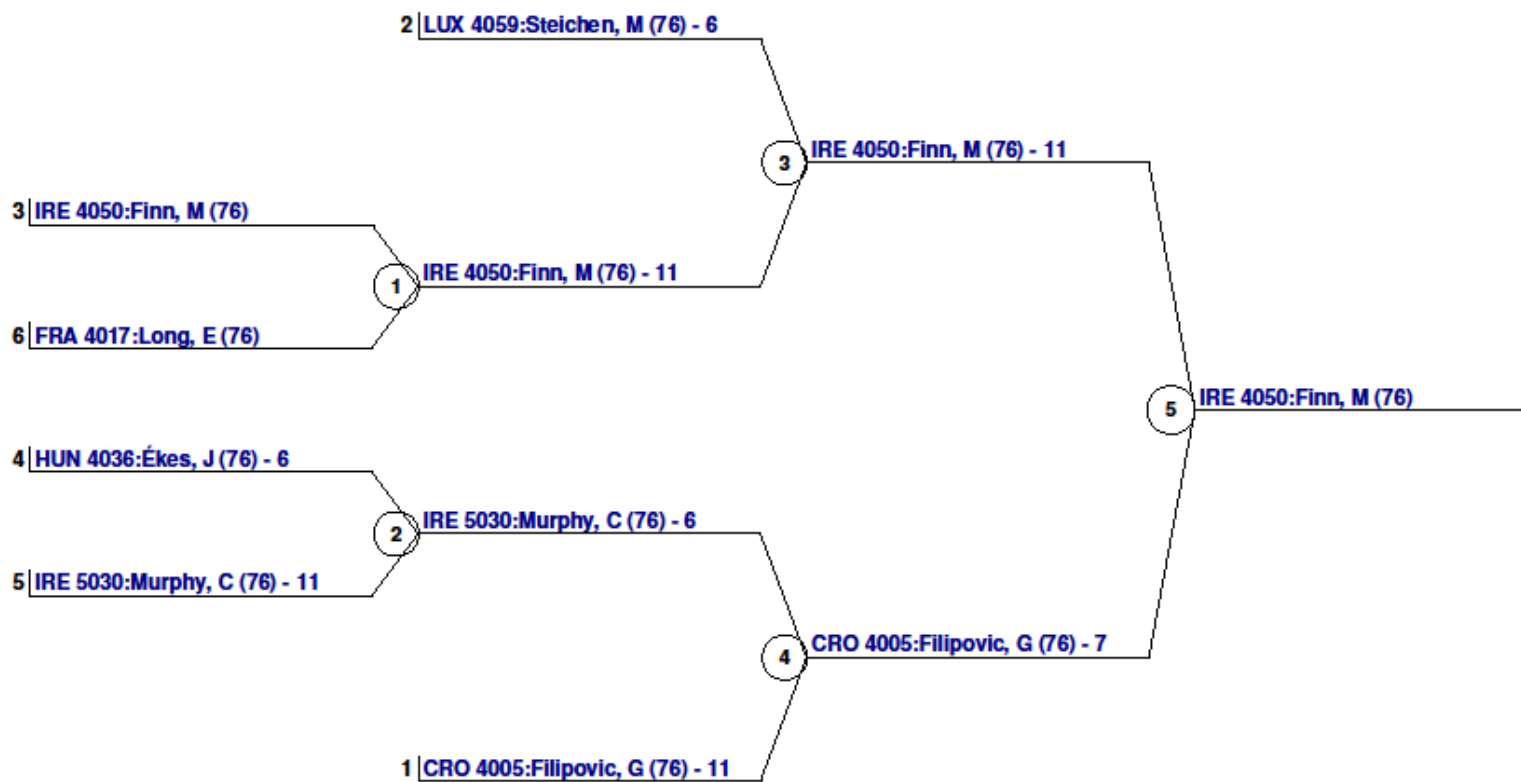 2 LUX 4059:Steichen, M (76) - 6
3 IRE 4050:Finn, M (76) - 11
3 IRE 4050:Finn, M (76)
1 IRE 4050:Finn, M (76) - 11
6 FRA 4017:Long, E (76)
5 IRE 4050:Finn, M (76)
4 HUN 4036:Ékes, J (76) - 6
2 IRE 5030:Murphy, C (76) - 6
5 IRE 5030:Murphy, C (76) - 11
4 CRO 4005:Filipovic, G (76) - 7
1 CRO 4005:Filipovic, G (76) - 11